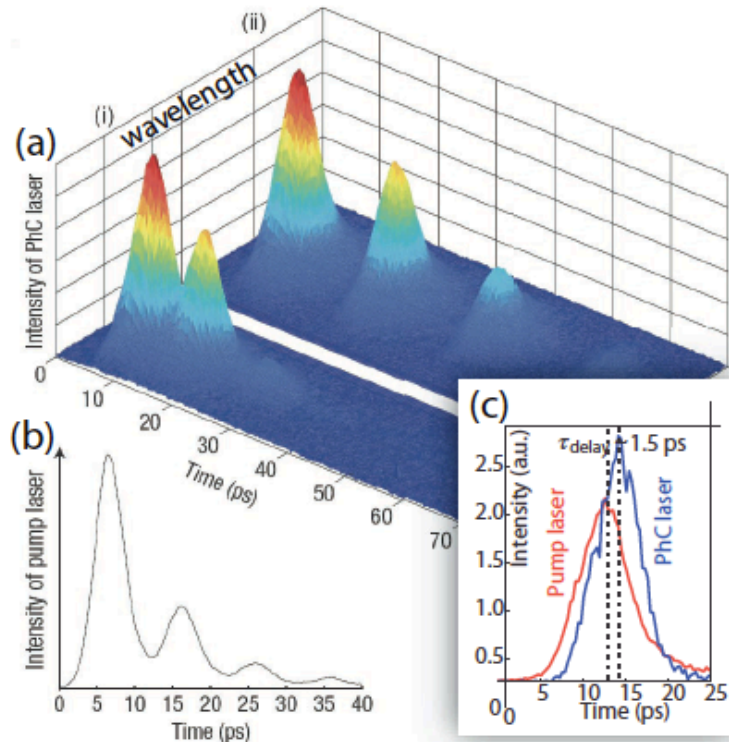 (ii)
(i)
wavelength
(a)
Intensity of PhC laser
0
10
20
30
40
50
60
70
Time (ps)
(b)
Intensity of pump laser
0 5 10 15 20 25 30 35 40
Time (ps)
(c)
τdelay ~1.5 ps
Intensity (a.u.)
2.5
2.0
1.5
1.0
0.5
Pump laser
PhC laser
0
0 5 10 15 20 25
Time (ps)